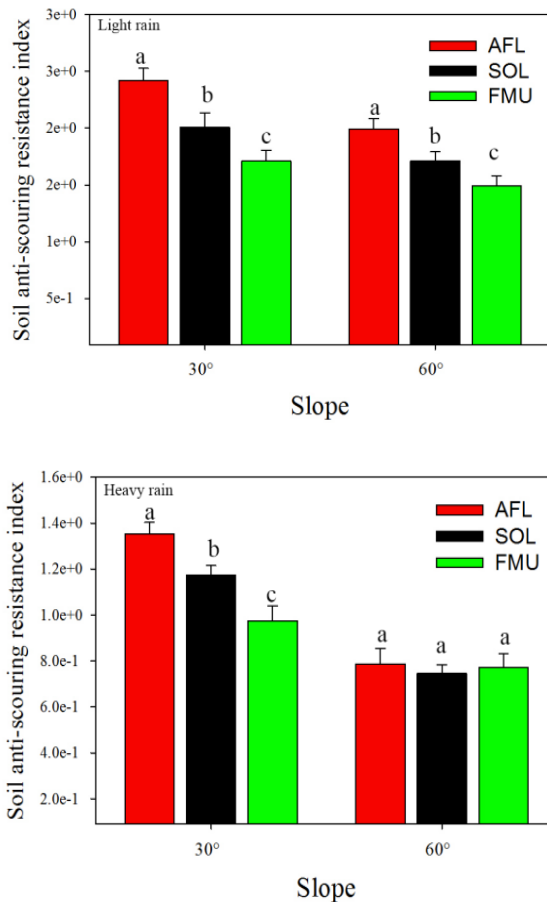 Light rain
3e+0
3e+0
2e+0
2e+0
1e+0
5e-1
Soil anti-scouring resistance index
AFL
SOL
FMU
a
b
c
a
b
c
30°
60°
Slope
Heavy rain
1.6e+0
1.4e+0
1.2e+0
1.0e+0
8.0e-1
6.0e-1
4.0e-1
2.0e-1
Soil anti-scouring resistance index
AFL
SOL
FMU
a
b
c
a
a
a
30°
60°
Slope